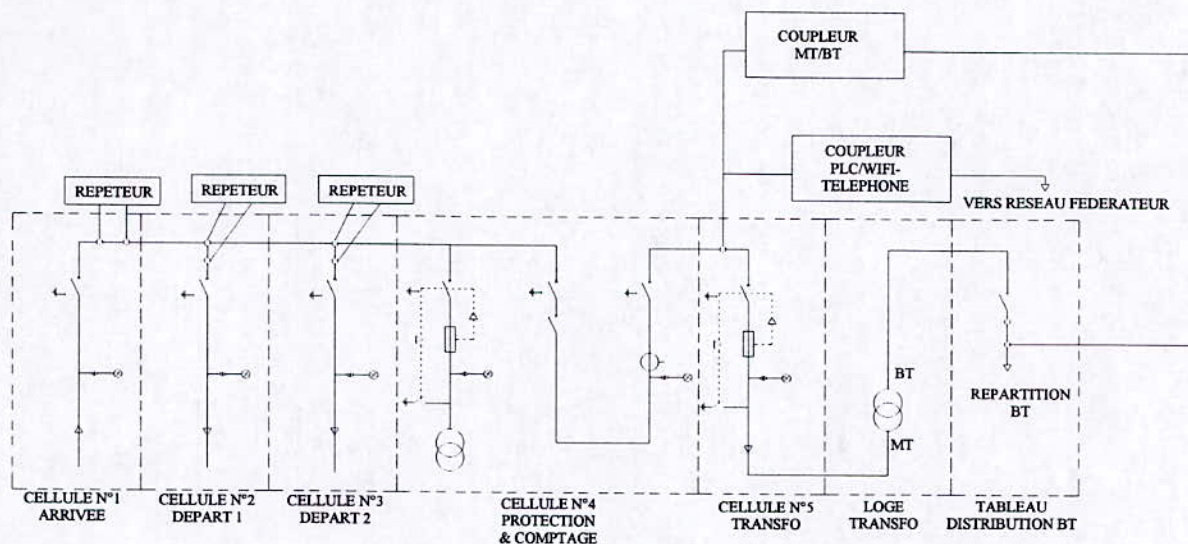 COUPLEUR
MT/BT
COUPLEUR
PLC/WIFI-
TELEPHONE
VERS RESEAU FEDERATEUR
REPETEUR
REPETEUR
REPETEUR
BT
MT
REPARTITION
BT
CELLULE N°1
ARRIVEE
CELLULE N°2
DEPART 1
CELLULE N°3
DEPART 2
CELLULE N°4
PROTECTION
& COMPTAGE
CELLULE N°5
TRANSFO
LOGE
TRANSFO
TABLEAU
DISTRIBUTION BT